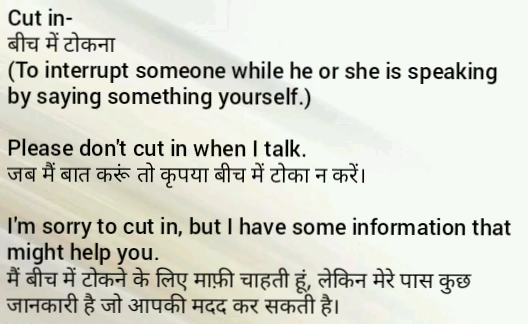 Cut in-
बीच में टोकना
(To interrupt someone while he or she is speaking
by saying something yourself.)
Please don't cut in when I talk.
जब मैं बात करूं तो कृपया बीच में टोका न करें।
I'm sorry to cut in, but I have some information that
might help you.
मैं बीच में टोकने के लिए माफ़ी चाहती हूं, लेकिन मेरे पास कुछ
जानकारी है जो आपकी मदद कर सकती है।